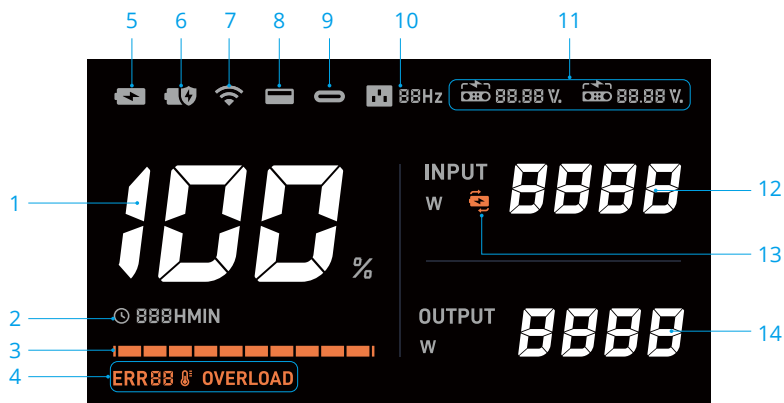 5 6 7 8 9 10 11
88Hz 88.88 V. 88.88 V.
1 100 %
INPUT
W 8888 12
13
2 888HMIN
3
OUTPUT
W 8888 14
4 ERR88 OVERLOAD